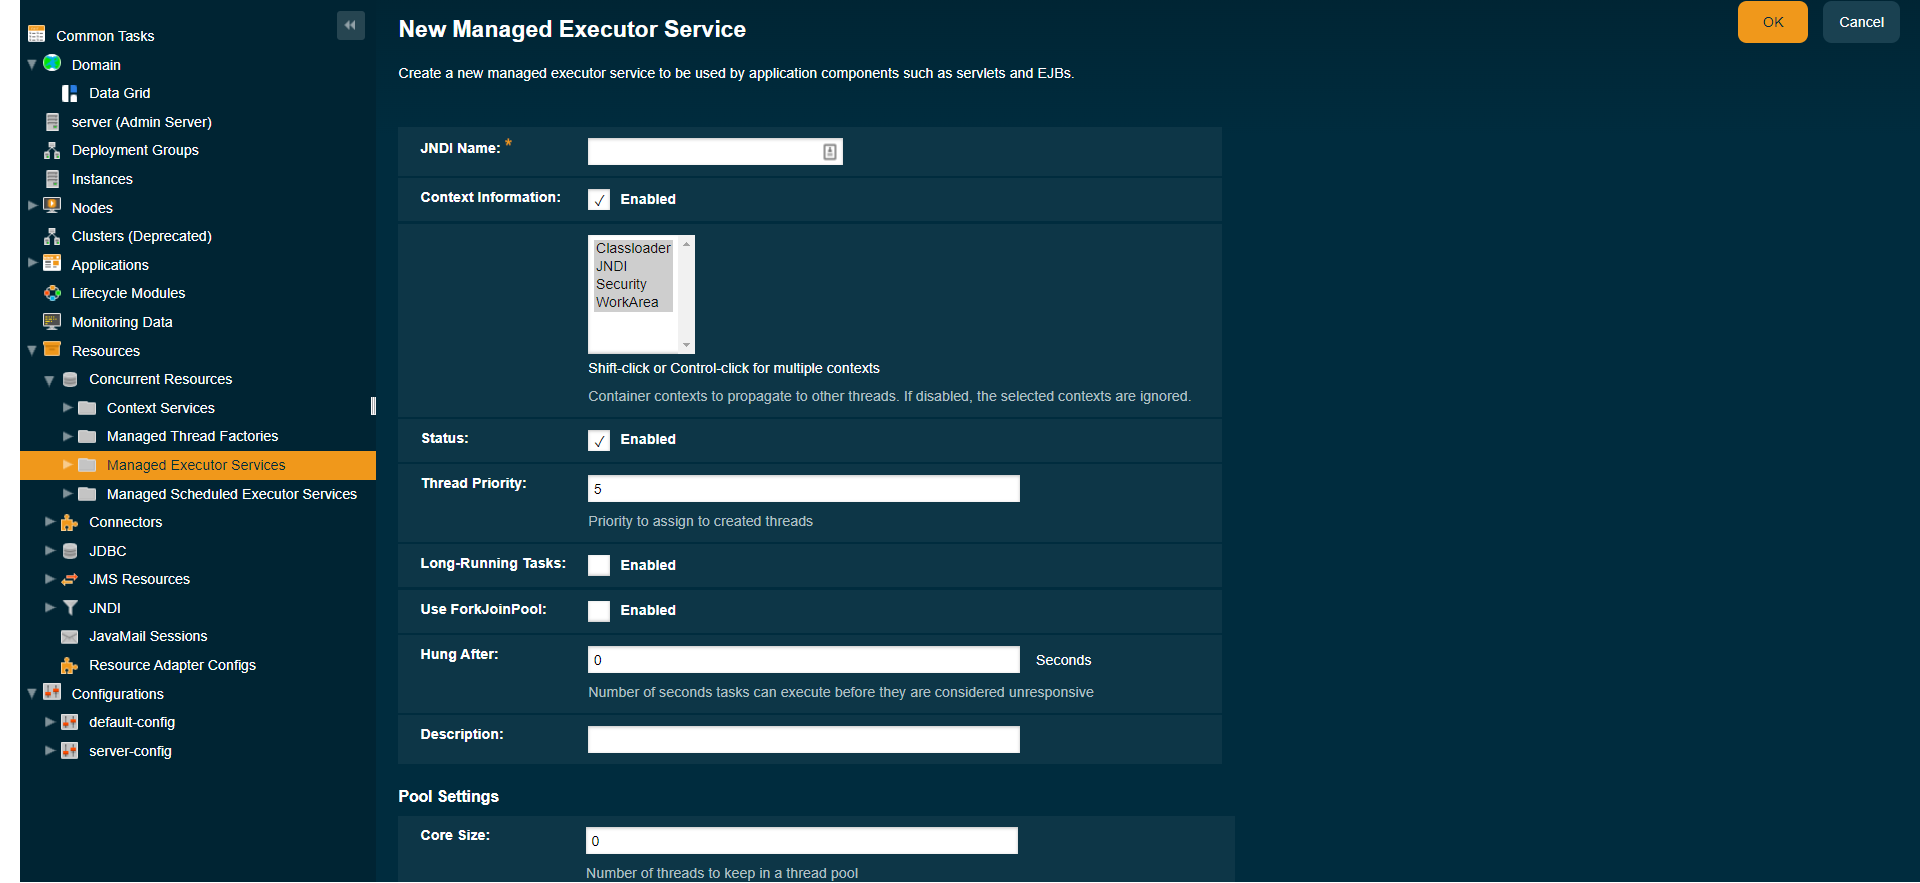 Common Tasks
Domain
Data Grid
server (Admin Server)
Deployment Groups
Instances
Nodes
Clusters (Deprecated)
Applications
Lifecycle Modules
Monitoring Data
Resources
Concurrent Resources
Context Services
Managed Thread Factories
Managed Executor Services
Managed Scheduled Executor Services
Connectors
JDBC
JMS Resources
JNDI
JavaMail Sessions
Resource Adapter Configs
Configurations
default-config
server-config
New Managed Executor Service
OK
Cancel
Create a new managed executor service to be used by application components such as servlets and EJBs.
JNDI Name: *
Context Information: Enabled
Classloader
JNDI
Security
WorkArea
Shift-click or Control-click for multiple contexts
Container contexts to propagate to other threads. If disabled, the selected contexts are ignored.
Status: Enabled
Thread Priority: 5
Priority to assign to created threads
Long-Running Tasks: Enabled
Use ForkJoinPool: Enabled
Hung After: 0 Seconds
Number of seconds tasks can execute before they are considered unresponsive
Description:
Pool Settings
Core Size: 0
Number of threads to keep in a thread pool